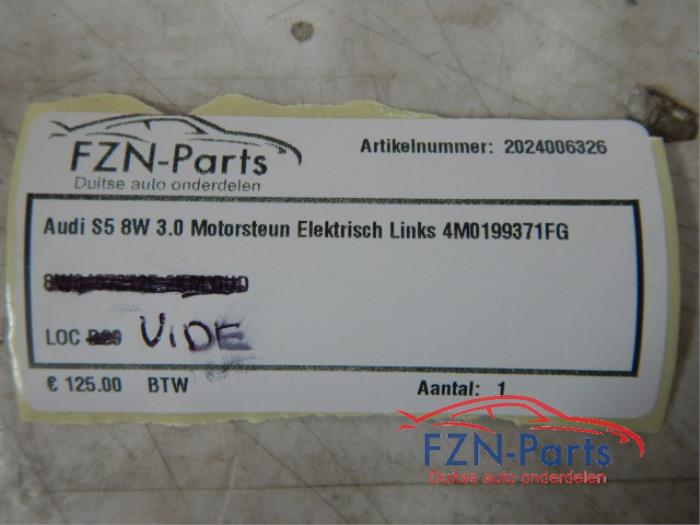 FZN-Parts
Duitse auto onderdelen
Artikelnummer: 2024006326
Audi S5 8W 3.0 Motorsteun Elektrisch Links 4M0199371FG
LOC VIDE
€ 125.00 BTW
Aantal: 1
FZN-Parts
Duitse auto onderdelen